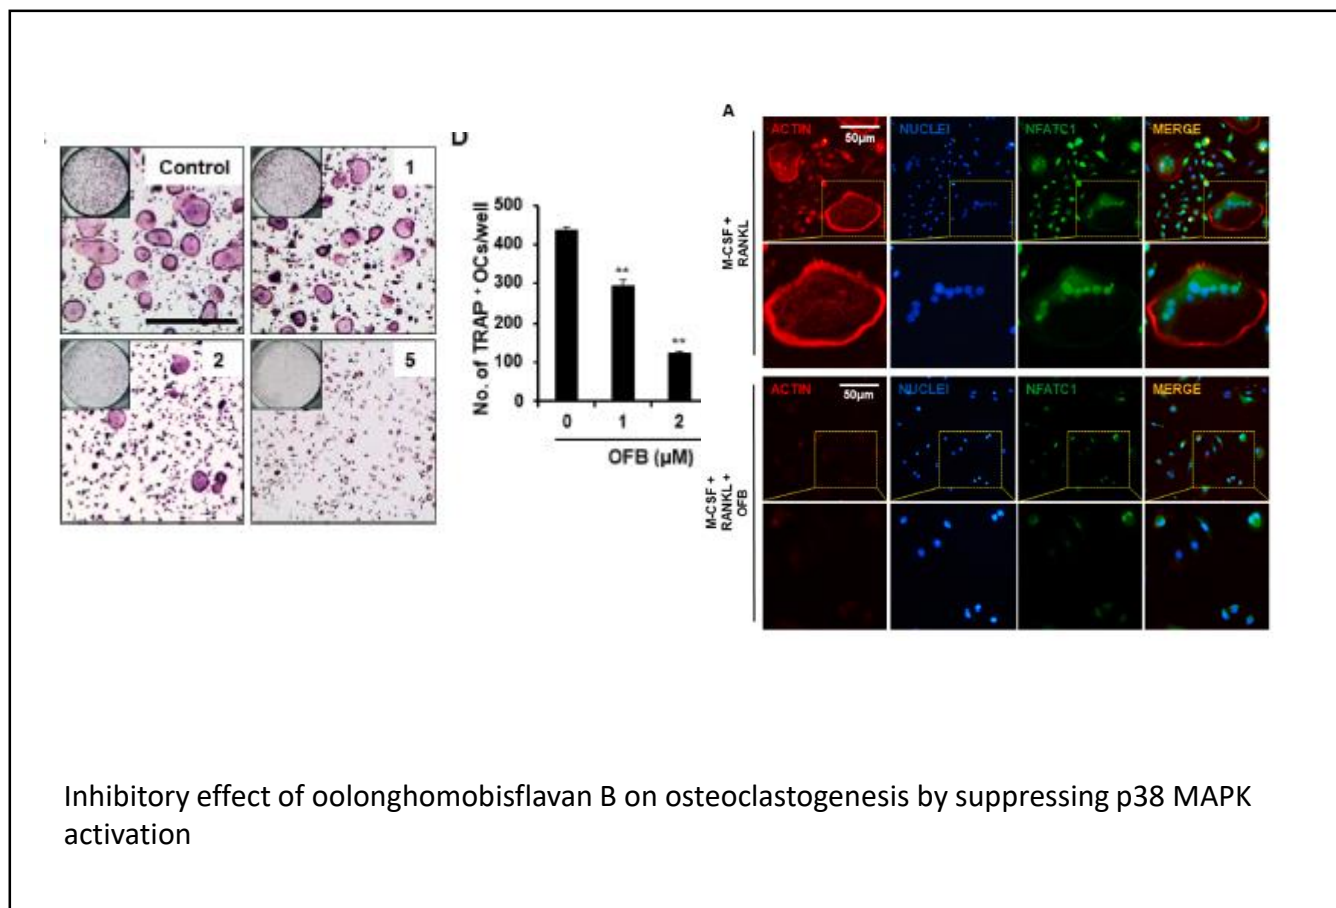 Control
1
2
5
D
No. of TRAP + OCs/well
500
400
300
200
100
0
**
**
0 1 2
OFB (µM)
A
ACTIN NUCLEI NFATC1 MERGE
50µm
M-CSF +
RANKL
ACTIN NUCLEI NFATC1 MERGE
50µm
M-CSF +
RANKL +
OFB
Inhibitory effect of oolonghomobisflavan B on osteoclastogenesis by suppressing p38 MAPK
activation